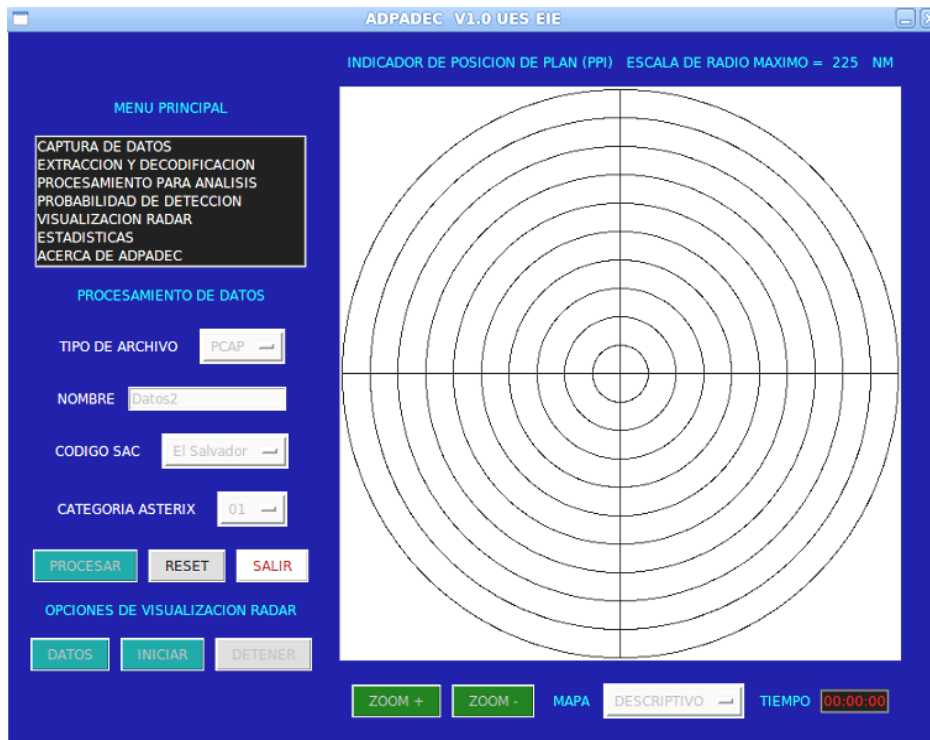 ADPADEC V1.0 UES EIE
INDICADOR DE POSICION DE PLAN (PPI) ESCALA DE RADIO MAXIMO = 225 NM
MENU PRINCIPAL
CAPTURA DE DATOS
EXTRACCION Y DECODIFICACION
PROCESAMIENTO PARA ANALISIS
PROBABILIDAD DE DETECCION
VISUALIZACION RADAR
ESTADISTICAS
ACERCA DE ADPADEC
PROCESAMIENTO DE DATOS
TIPO DE ARCHIVO PCAP
NOMBRE Datos2
CODIGO SAC El Salvador
CATEGORIA ASTERIX 01
PROCESAR RESET SALIR
OPCIONES DE VISUALIZACION RADAR
DATOS INICIAR DETENER
ZOOM + ZOOM - MAPA DESCRIPTIVO TIEMPO 00:00:00